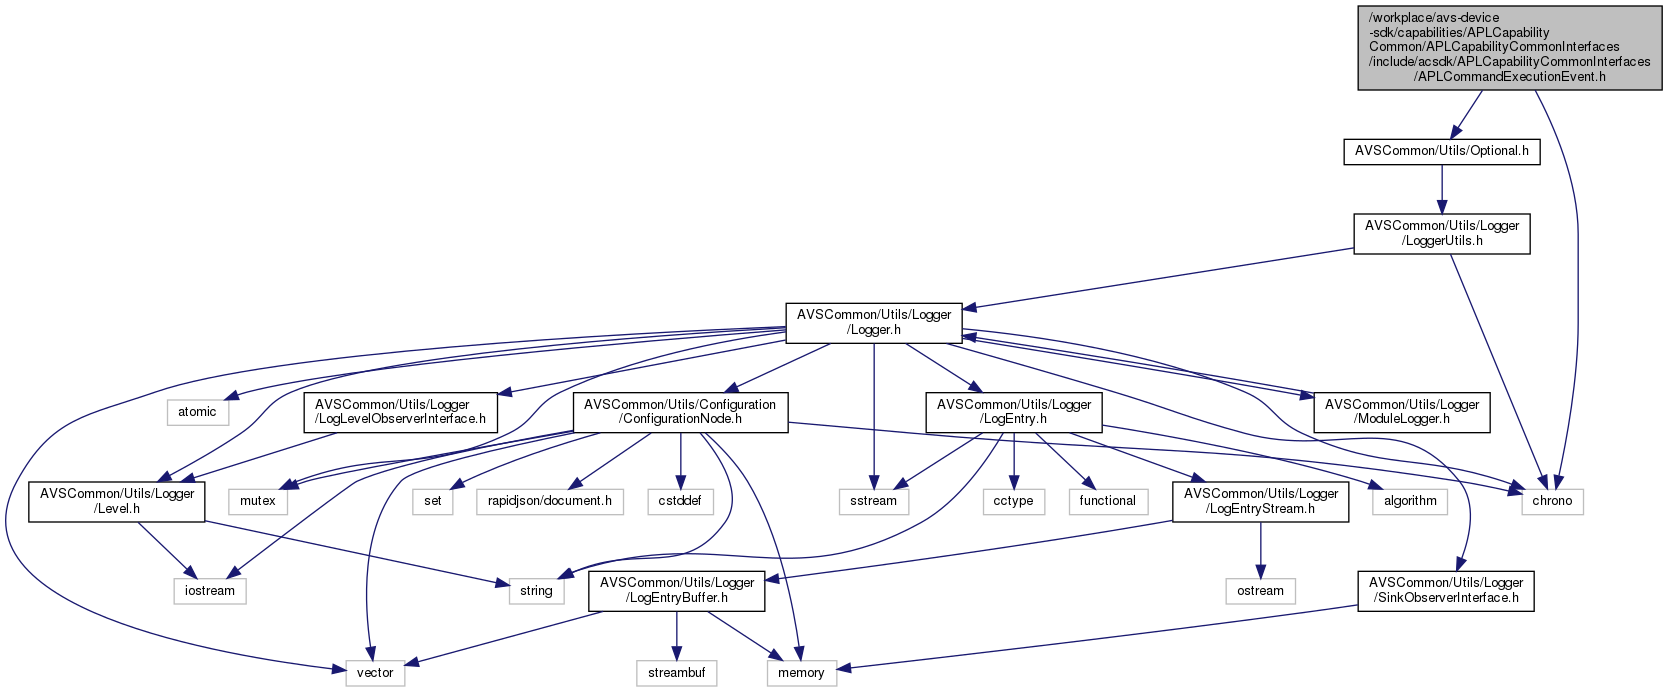 /workplace/avs-device
-sdk/capabilities/APLCapability
Common/APLCapabilityCommonInterfaces
/include/acsdk/APLCapabilityCommonInterfaces
/APLCommandExecutionEvent.h
AVSCommon/Utils/Optional.h
AVSCommon/Utils/Logger
/LoggerUtils.h
AVSCommon/Utils/Logger
/Logger.h
atomic
AVSCommon/Utils/Logger
/LogLevelObserverInterface.h
AVSCommon/Utils/Configuration
/ConfigurationNode.h
AVSCommon/Utils/Logger
/LogEntry.h
AVSCommon/Utils/Logger
/ModuleLogger.h
AVSCommon/Utils/Logger
/Level.h
mutex
set
rapidjson/document.h
cstddef
sstream
cctype
functional
AVSCommon/Utils/Logger
/LogEntryStream.h
algorithm
chrono
iostream
string
AVSCommon/Utils/Logger
/LogEntryBuffer.h
ostream
AVSCommon/Utils/Logger
/SinkObserverInterface.h
vector
streambuf
memory